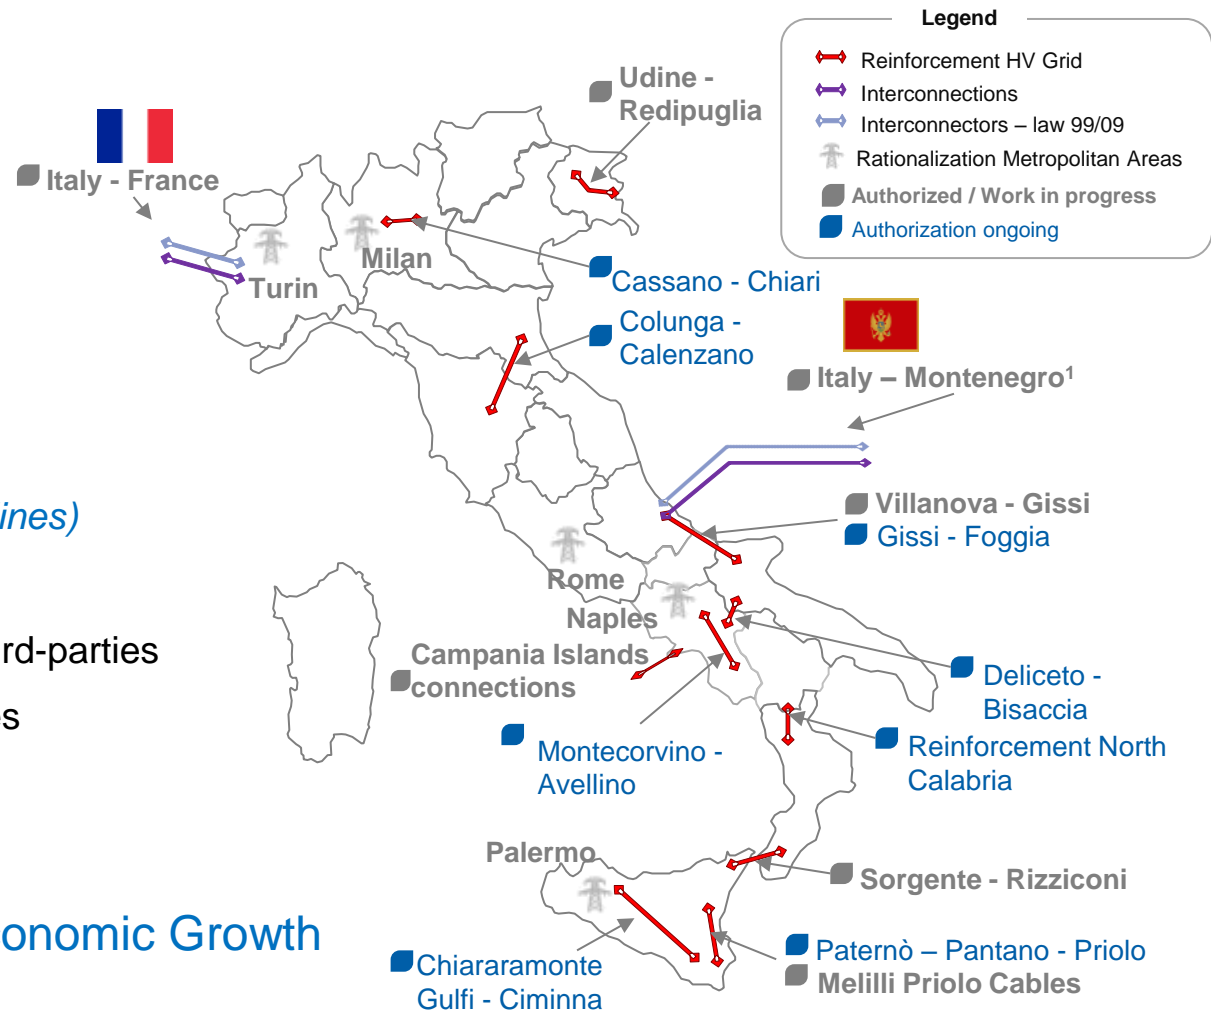 Legend
Reinforcement HV Grid
Interconnections
Interconnectors – law 99/09
Rationalization Metropolitan Areas
Authorized / Work in progress
Authorization ongoing
Udine -
Redipuglia
Italy - France
Milan
Turin
Cassano - Chiari
Colunga -
Calenzano
Italy – Montenegro¹
ines)
Villanova - Gissi
Gissi - Foggia
Rome
Naples
rd-parties
Campania Islands
connections
Deliceto -
Bisaccia
es
Montecorvino -
Avellino
Reinforcement North
Calabria
Palermo
Sorgente - Rizziconi
onomic Growth
Paternò – Pantano - Priolo
Melilli Priolo Cables
Chiararamonte
Gulfi - Ciminna